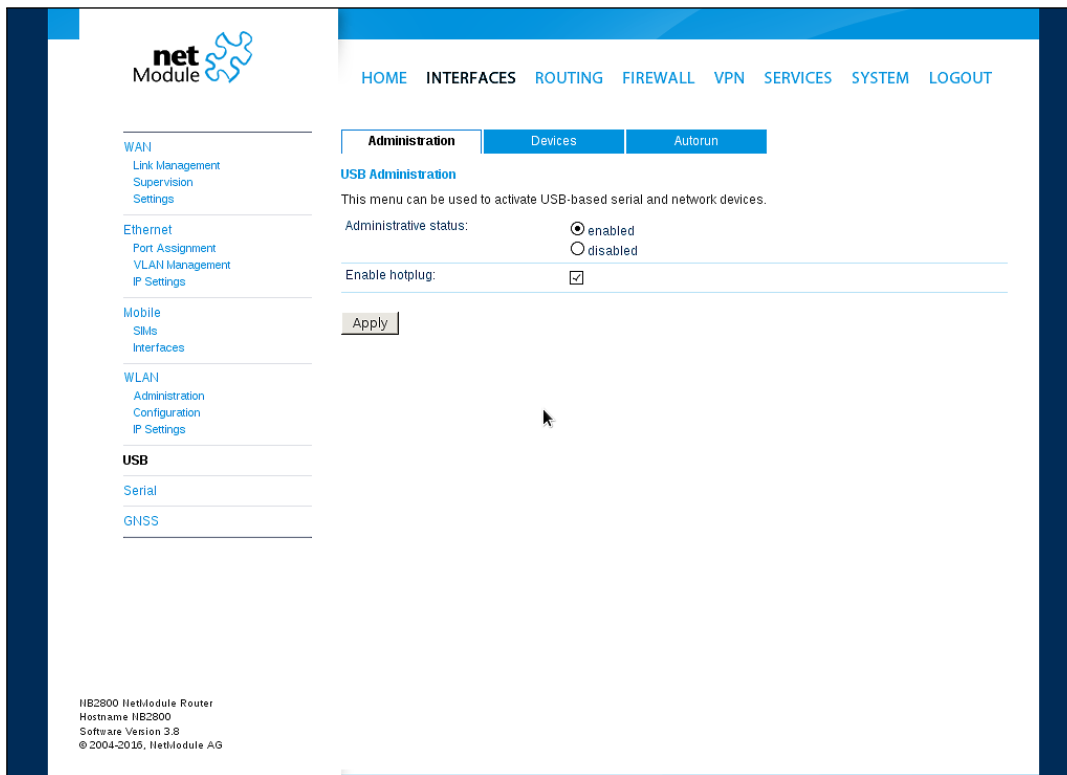 net
Module
HOME INTERFACES ROUTING FIREWALL VPN SERVICES SYSTEM LOGOUT
WAN
Link Management
Supervision
Settings
Ethernet
Port Assignment
VLAN Management
IP Settings
Mobile
SIMs
Interfaces
WLAN
Administration
Configuration
IP Settings
USB
Serial
GNSS
Administration Devices Autorun
USB Administration
This menu can be used to activate USB-based serial and network devices.
Administrative status:
enabled
disabled
Enable hotplug:
Apply
NB2800 NetModule Router
Hostname NB2800
Software Version 3.8
© 2004-2016, NetModule AG